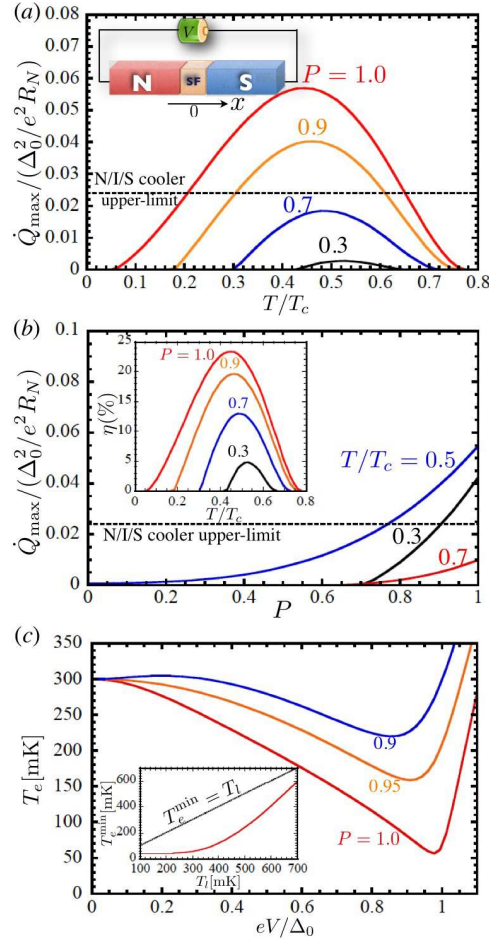 (a)
0.08
0.07
0.06
0.05
0.04
0.03
0.02
0.01
0
Q̇max/(Δ₀²/e²R_N)
V
N SF S
0 x
P = 1.0
0.9
N/I/S cooler
upper-limit
0.7
0.3
0 0.1 0.2 0.3 0.4 0.5 0.6 0.7 0.8
T/Tc
(b)
0.1
0.08
0.06
0.04
0.02
0
Q̇max/(Δ₀²/e²R_N)
25
20
15
10
5
0
η(%)
P = 1.0
0.9
0.7
0.3
0 0.2 0.4 0.6 0.8
T/Tc
T/Tc = 0.5
N/I/S cooler upper-limit
0.3
0.7
0 0.2 0.4 0.6 0.8 1
P
(c)
350
300
250
200
150
100
50
0
Te[mK]
0.9
0.95
P = 1.0
600
400
200
0
Te^min[mK]
Te^min = Tl
100 200 300 400 500 600 700
Tl[mK]
0 0.2 0.4 0.6 0.8 1
eV/Δ₀